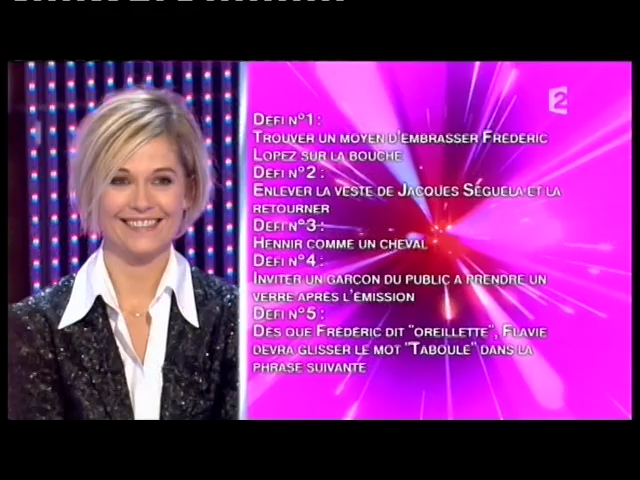 2
DÉFI N°1 :
TROUVER UN MOYEN D'EMBRASSER FRÉDERIC
LOPEZ SUR LA BOUCHE
DÉFI N°2 :
ENLEVER LA VESTE DE JACQUES SÉGUELA ET LA
RETOURNER
DÉFI N°3 :
HENNIR COMME UN CHEVAL
DÉFI N°4 :
INVITER UN GARCON DU PUBLIC A PRENDRE UN
VERRE APRÈS L'ÉMISSION
DÉFI N°5 :
DÈS QUE FRÉDÉRIC DIT "OREILLETTE", FLAVIE
DEVRA GLISSER LE MOT "TABOULÉ" DANS LA
PHRASE SUIVANTE